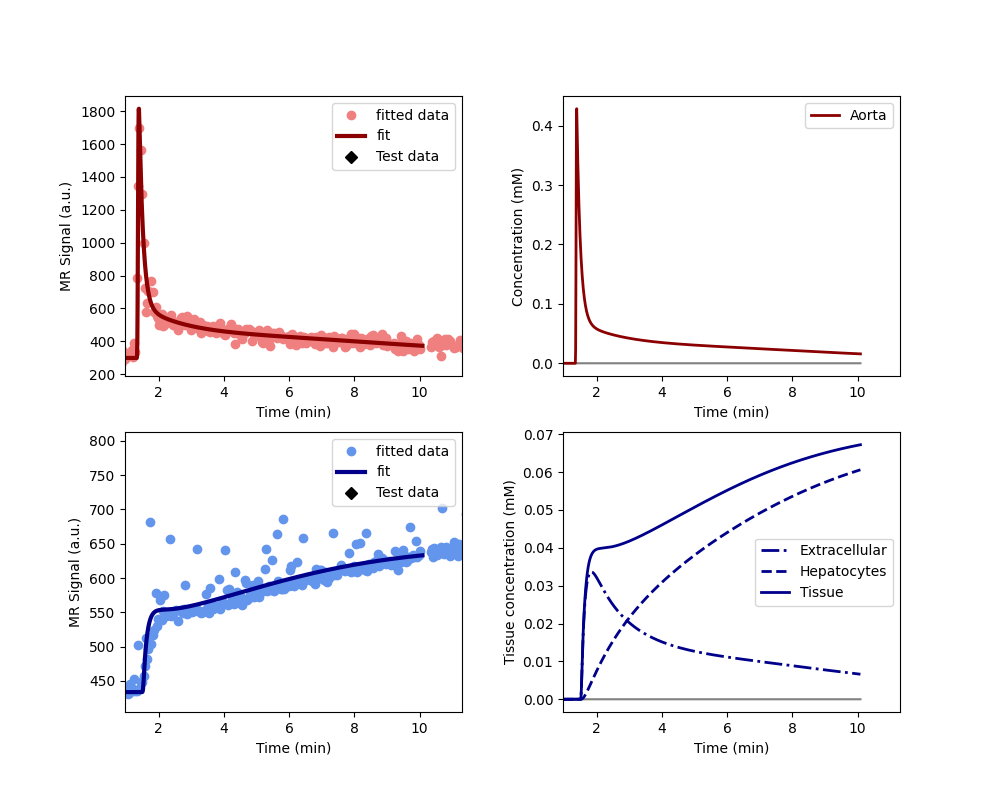 1800
1600
1400
1200
1000
800
600
400
200
MR Signal (a.u.)
fitted data
fit
Test data
2
4
6
8
10
Time (min)
0.4
0.3
0.2
0.1
0.0
Concentration (mM)
Aorta
2
4
6
8
10
Time (min)
800
750
700
650
600
550
500
450
MR Signal (a.u.)
fitted data
fit
Test data
2
4
6
8
10
Time (min)
0.07
0.06
0.05
0.04
0.03
0.02
0.01
0.00
Tissue concentration (mM)
Extracellular
Hepatocytes
Tissue
2
4
6
8
10
Time (min)